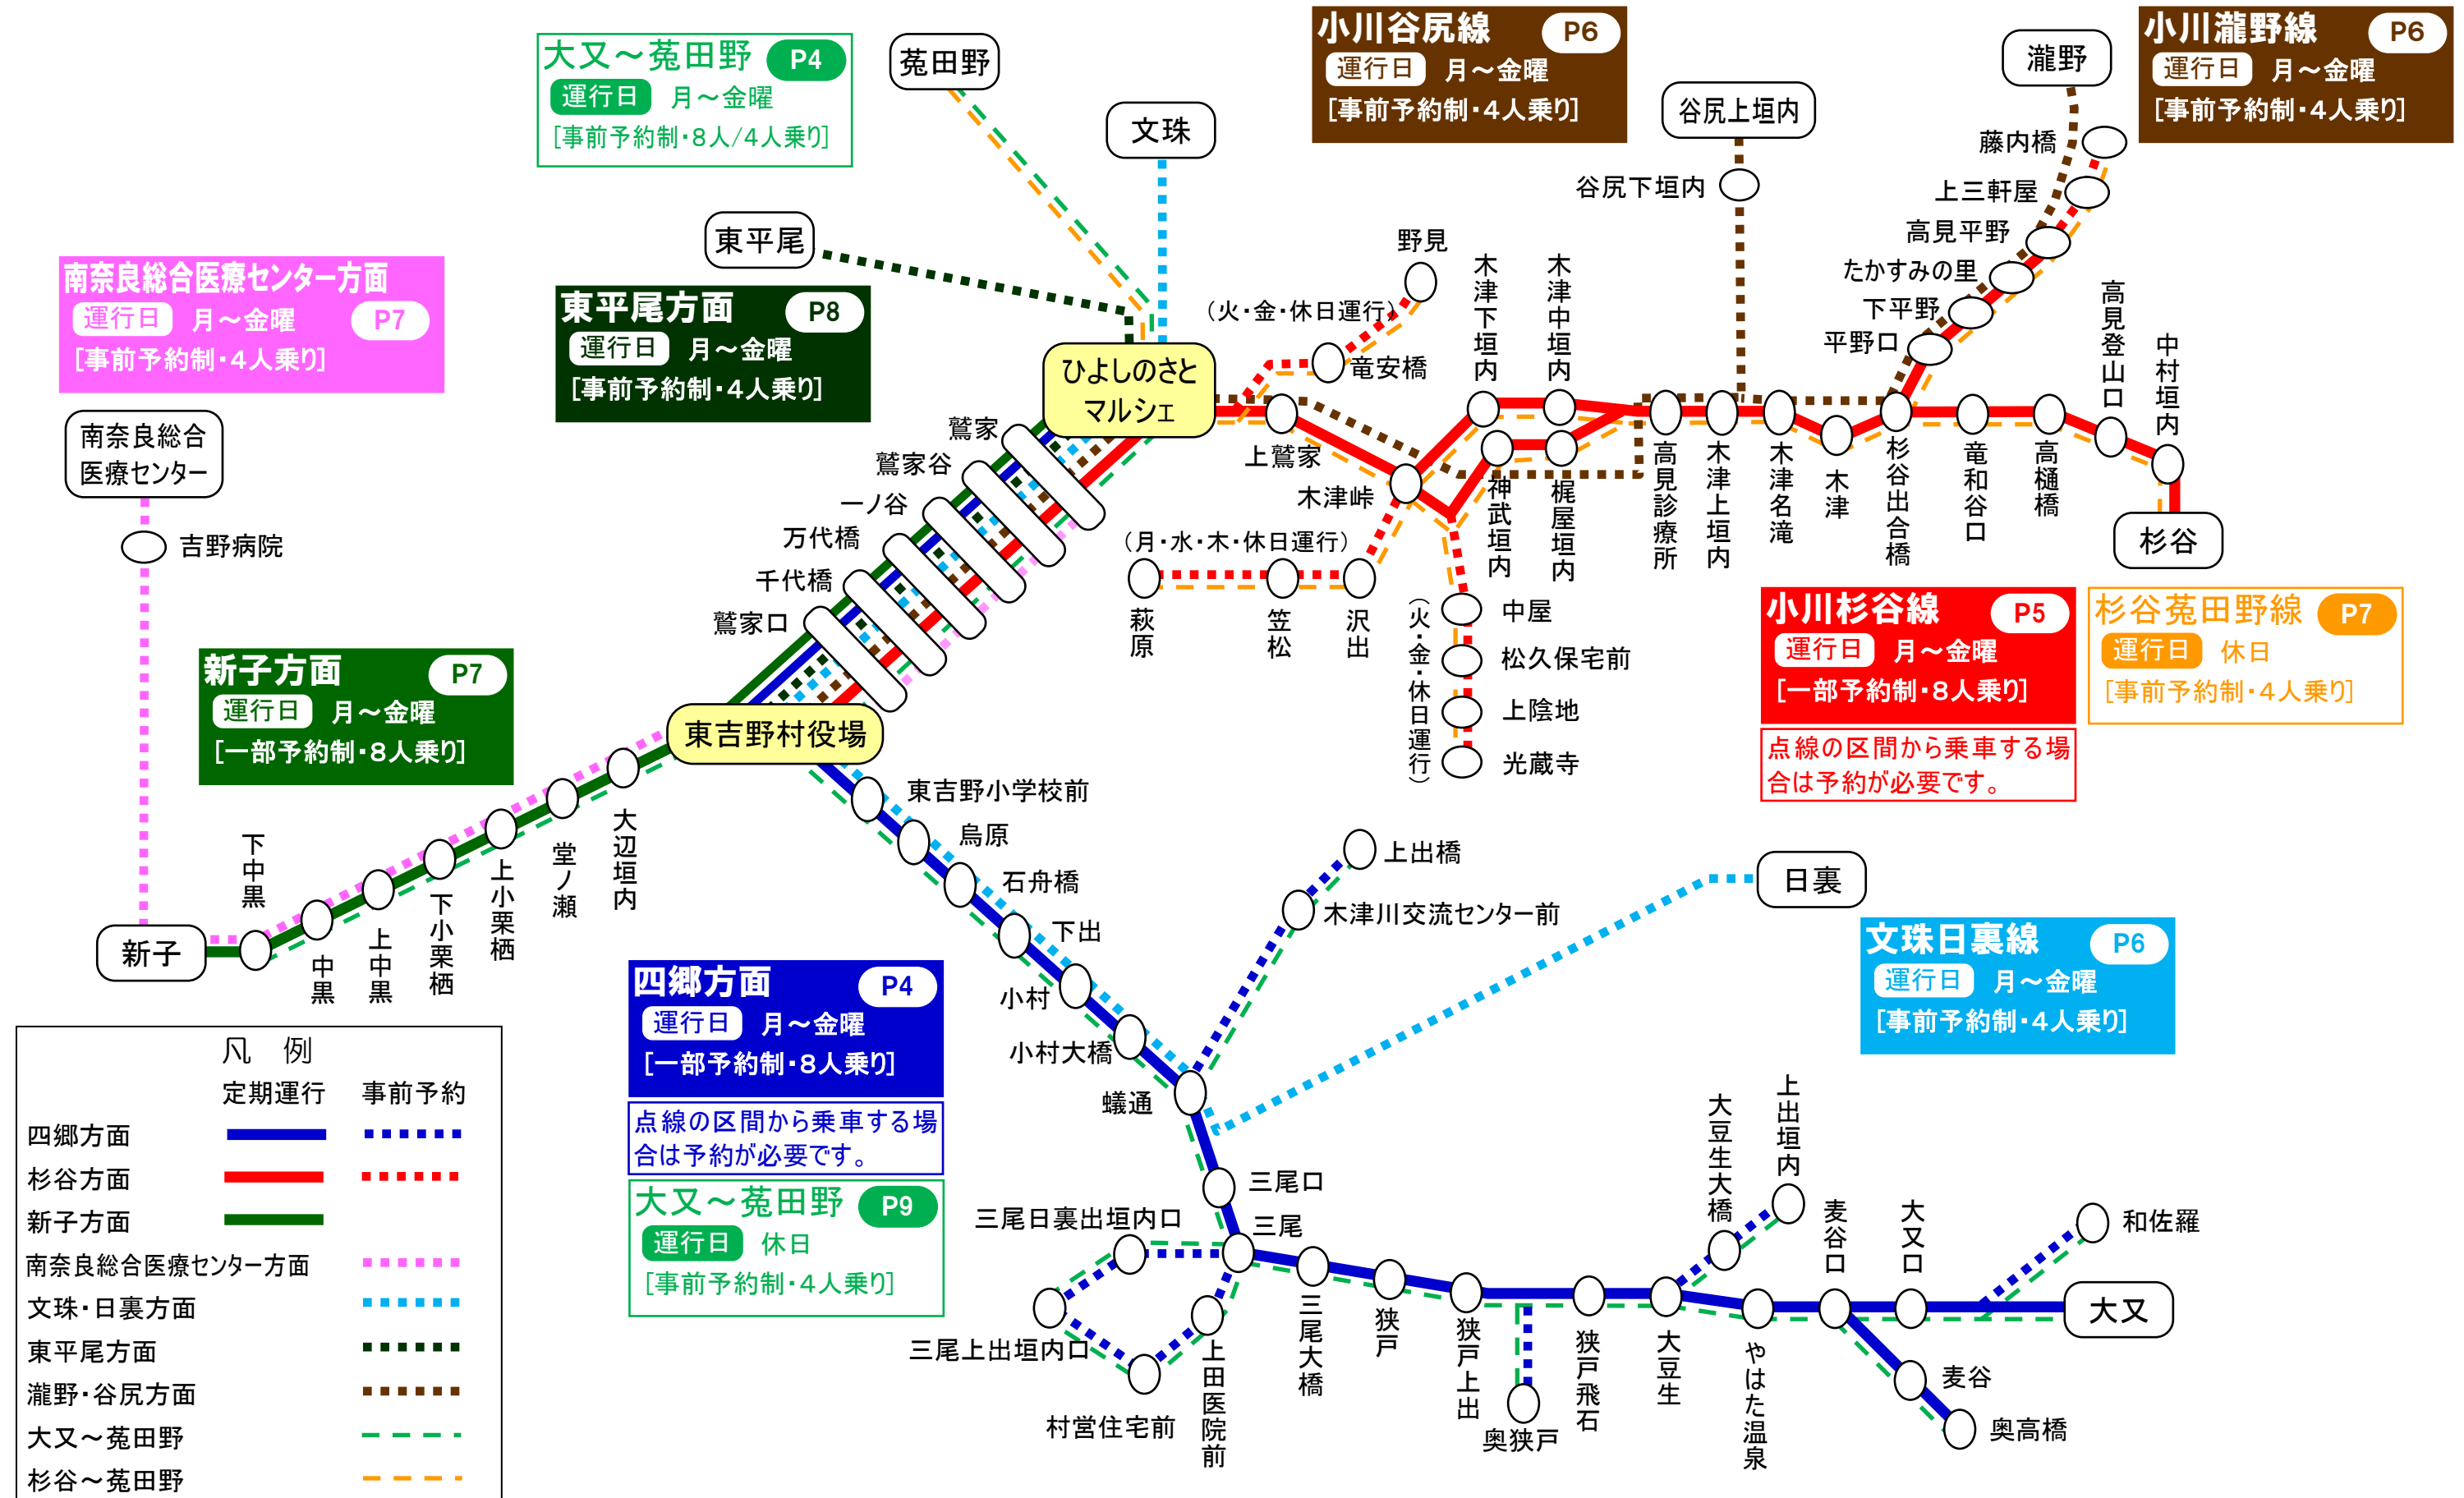 大又～菟田野 P4
運行日 月～金曜
[事前予約制・8人/4人乗り]
菟田野
文珠
小川谷尻線 P6
運行日 月～金曜
[事前予約制・4人乗り]
谷尻上垣内
谷尻下垣内
瀧野
小川瀧野線 P6
運行日 月～金曜
[事前予約制・4人乗り]
藤内橋
上三軒屋
高見平野
たかすみの里
下平野
平野口
東平尾
南奈良総合医療センター方面
運行日 月～金曜 P7
[事前予約制・4人乗り]
東平尾方面 P8
運行日 月～金曜
[事前予約制・4人乗り]
ひよしのさと
マルシェ
野見
(火・金・休日運行)
竜安橋
木津下垣内
木津中垣内
高見登山口
中村垣内
南奈良総合
医療センター
吉野病院
鷲家
鷲家谷
一ノ谷
万代橋
千代橋
鷲家口
上鷲家
木津峠
神武垣内
梶屋垣内
高見診療所
木津上垣内
木津名滝
木津
杉谷出合橋
竜和谷口
高樋橋
杉谷
(月・水・木・休日運行)
萩原
笠松
沢出
(火・金・休日運行)
中屋
松久保宅前
上陰地
光蔵寺
小川杉谷線 P5
運行日 月～金曜
[一部予約制・8人乗り]
点線の区間から乗車する場
合は予約が必要です。
杉谷菟田野線 P7
運行日 休日
[事前予約制・4人乗り]
新子方面 P7
運行日 月～金曜
[一部予約制・8人乗り]
東吉野村役場
新子
下中黒
中黒
上中黒
下小栗栖
上小栗栖
堂ノ瀬
大辺垣内
東吉野小学校前
烏原
石舟橋
下出
小村
小村大橋
蟻通
上出橋
木津川交流センター前
日裏
文珠日裏線 P6
運行日 月～金曜
[事前予約制・4人乗り]
四郷方面 P4
運行日 月～金曜
[一部予約制・8人乗り]
点線の区間から乗車する場
合は予約が必要です。
大又～菟田野 P9
運行日 休日
[事前予約制・4人乗り]
三尾口
三尾
三尾日裏出垣内口
三尾上出垣内口
村営住宅前
上田医院前
三尾大橋
狭戸
狭戸上出
奥狭戸
狭戸飛石
大豆生
大豆生大橋
上出垣内
やはた温泉
麦谷口
大又口
和佐羅
大又
麦谷
奥高橋
凡 例
定期運行 事前予約
四郷方面
杉谷方面
新子方面
南奈良総合医療センター方面
文珠・日裏方面
東平尾方面
瀧野・谷尻方面
大又～菟田野
杉谷～菟田野